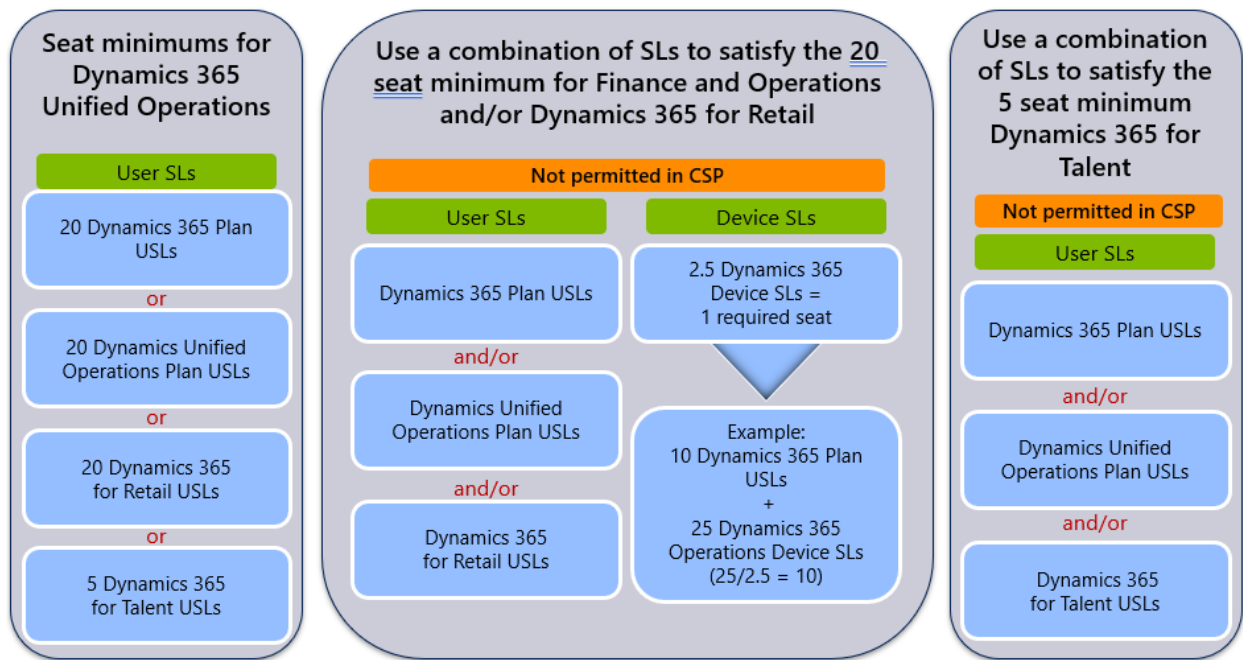 Seat minimums for
Dynamics 365
Unified Operations
User SLs
20 Dynamics 365 Plan
USLs
or
20 Dynamics Unified
Operations Plan USLs
or
20 Dynamics 365
for Retail USLs
or
5 Dynamics 365
for Talent USLs
Use a combination of SLs to satisfy the 20
seat minimum for Finance and Operations
and/or Dynamics 365 for Retail
Not permitted in CSP
User SLs
Dynamics 365 Plan USLs
and/or
Dynamics Unified
Operations Plan USLs
and/or
Dynamics 365
for Retail USLs
Device SLs
2.5 Dynamics 365
Device SLs =
1 required seat
Example:
10 Dynamics 365 Plan
USLs
+
25 Dynamics 365
Operations Device SLs
(25/2.5 = 10)
Use a combination
of SLs to satisfy the
5 seat minimum
Dynamics 365 for
Talent
Not permitted in CSP
User SLs
Dynamics 365 Plan USLs
and/or
Dynamics Unified
Operations Plan USLs
and/or
Dynamics 365
for Talent USLs